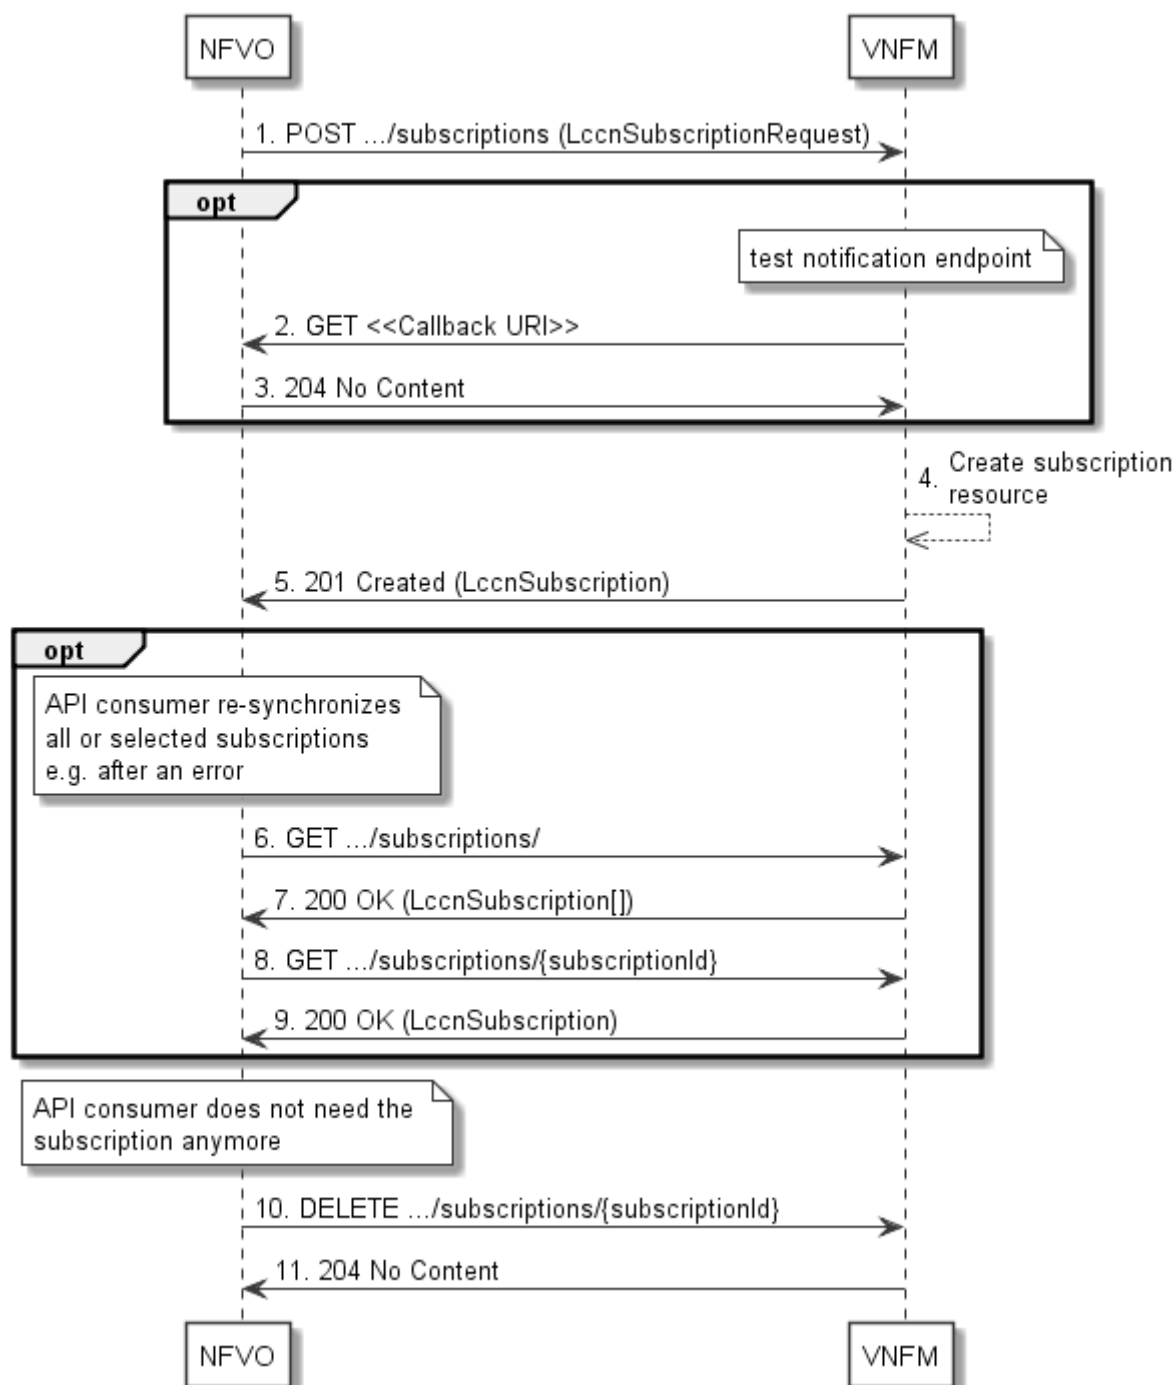 NFVO VNFM
1. POST .../subscriptions (LccnSubscriptionRequest)
opt
test notification endpoint
2. GET <<Callback URI>>
3. 204 No Content
4. Create subscription
resource
5. 201 Created (LccnSubscription)
opt
API consumer re-synchronizes
all or selected subscriptions
e.g. after an error
6. GET .../subscriptions/
7. 200 OK (LccnSubscription[])
8. GET .../subscriptions/{subscriptionId}
9. 200 OK (LccnSubscription)
API consumer does not need the
subscription anymore
10. DELETE .../subscriptions/{subscriptionId}
11. 204 No Content
NFVO VNFM